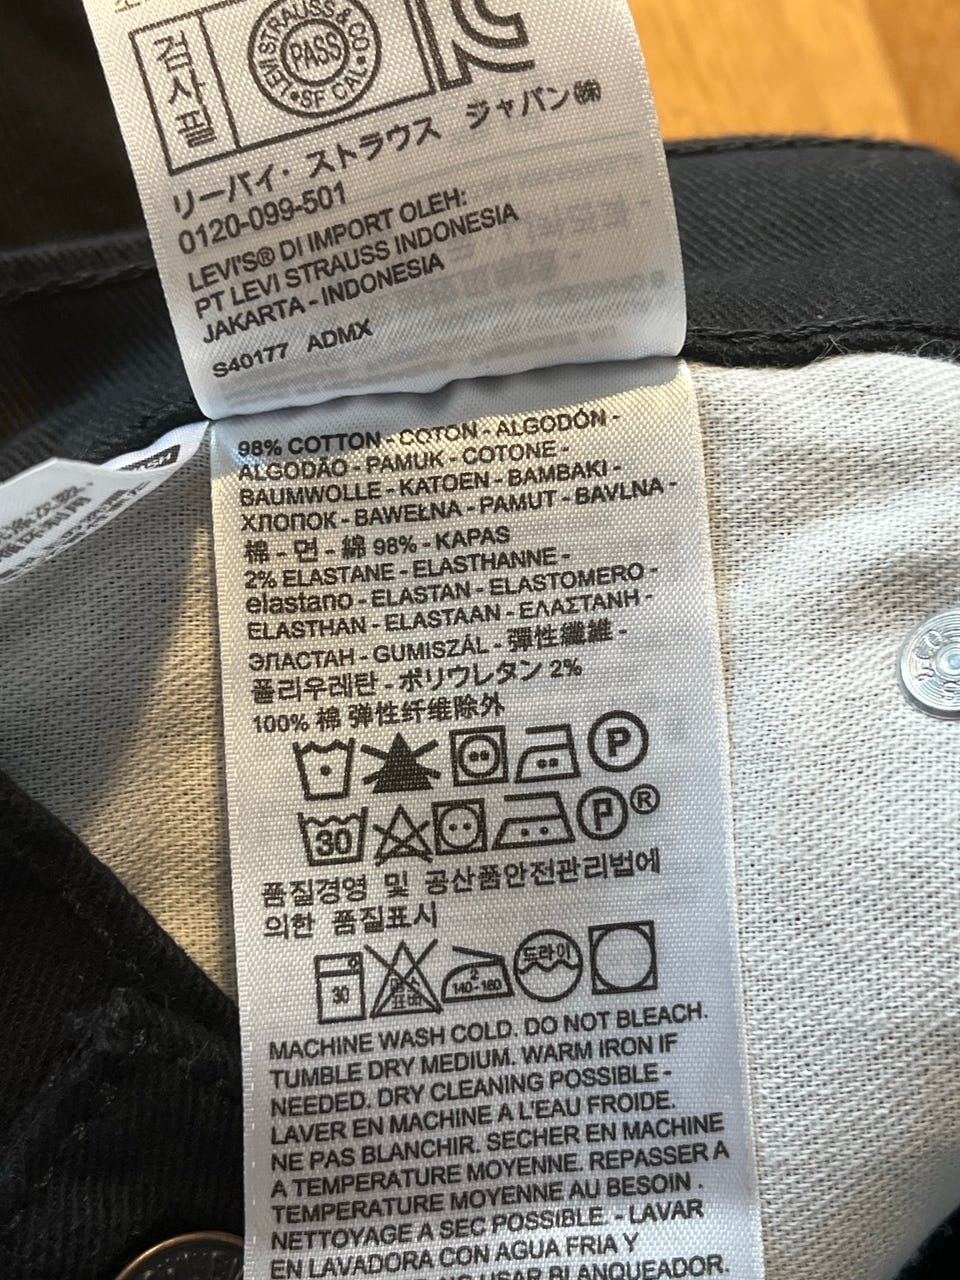 검사필
LEVI STRAUSS & CO
PASS
SF CAL
リーバイ・ストラウス ジャパン㈱
0120-099-501
LEVI'S® DI IMPORT OLEH:
PT LEVI STRAUSS INDONESIA
JAKARTA - INDONESIA
S40177 ADMX
98% COTTON - COTON - ALGODÓN -
ALGODÃO - PAMUK - COTONE -
BAUMWOLLE - KATOEN - BAMBAKI -
ХЛОПОК - BAWEŁNA - PAMUT - BAVLNA -
棉 - 면 - 綿 98% - KAPAS
2% ELASTANE - ELASTHANNE -
elastano - ELASTAN - ELASTOMERO -
ELASTHAN - ELASTAAN - ΕΛΑΣΤΑΝΗ -
ЭЛАСТАН - GUMISZÁL - 彈性纖維 -
폴리우레탄 - ポリウレタン 2%
100% 棉 弹性纤维除外
P
30 P ®
품질경영 및 공산품안전관리법에
의한 품질표시
30 2 140-160 드라이
MACHINE WASH COLD. DO NOT BLEACH.
TUMBLE DRY MEDIUM. WARM IRON IF
NEEDED. DRY CLEANING POSSIBLE -
LAVER EN MACHINE A L'EAU FROIDE.
NE PAS BLANCHIR. SECHER EN MACHINE
A TEMPERATURE MOYENNE. REPASSER A
TEMPERATURE MOYENNE AU BESOIN .
NETTOYAGE A SEC POSSIBLE. - LAVAR
EN LAVADORA CON AGUA FRIA Y
NO USAR BLANQUEADOR.